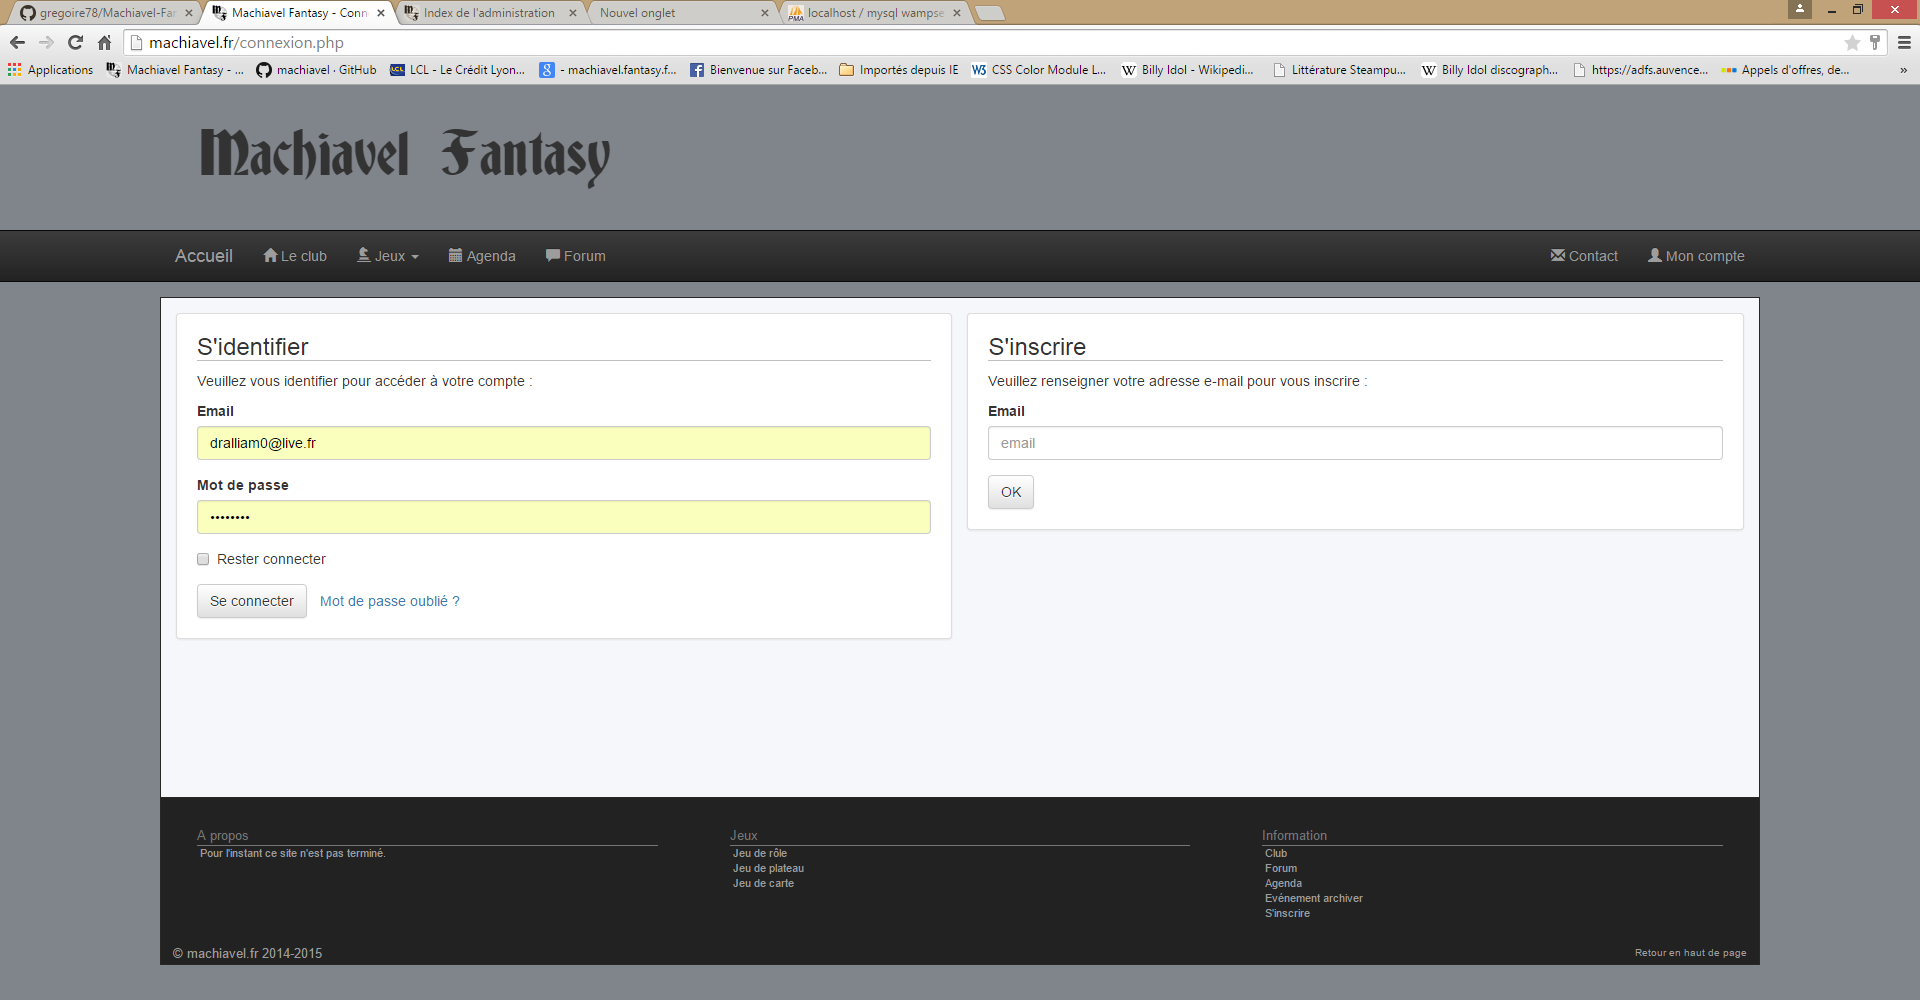 gregoire78/Machiavel-Fan
Machiavel Fantasy - Conn
Index de l'administration
Nouvel onglet
localhost / mysql wampse
machiavel.fr/connexion.php
Applications
Machiavel Fantasy - ...
machiavel · GitHub
LCL - Le Crédit Lyon...
- machiavel.fantasy.f...
Bienvenue sur Faceb...
Importés depuis IE
CSS Color Module L...
Billy Idol - Wikipedi...
Littérature Steampu...
Billy Idol discograph...
https://adfs.auvence...
Appels d'offres, de...
»
Machiavel Fantasy
Accueil Le club Jeux Agenda Forum Contact Mon compte
S'identifier
Veuillez vous identifier pour accéder à votre compte :
Email
dralliam0@live.fr
Mot de passe
••••••••
Rester connecter
Se connecter Mot de passe oublié ?
S'inscrire
Veuillez renseigner votre adresse e-mail pour vous inscrire :
Email
email
OK
A propos
Pour l'instant ce site n'est pas terminé.
Jeux
Jeu de rôle
Jeu de plateau
Jeu de carte
Information
Club
Forum
Agenda
Evénement archiver
S'inscrire
© machiavel.fr 2014-2015
Retour en haut de page